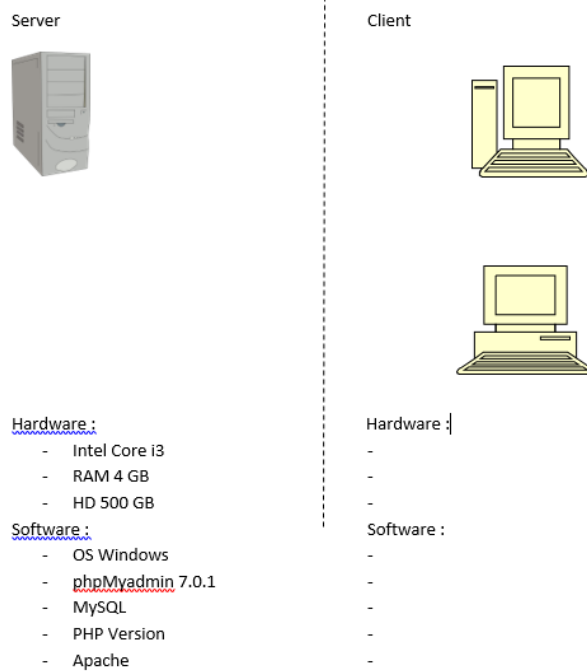 Server
Client
Hardware :
- Intel Core i3
- RAM 4 GB
- HD 500 GB
Software :
- OS Windows
- phpMyadmin 7.0.1
- MySQL
- PHP Version
- Apache
Hardware :
-
-
-
Software :
-
-
-
-
-